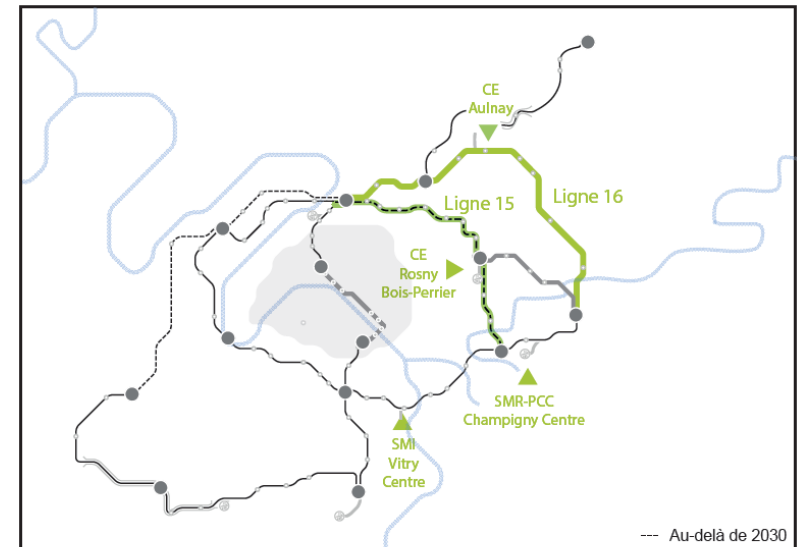 CE
Aulnay
Ligne 15
Ligne 16
CE
Rosny
Bois-Perrier
SMR-PCC
Champigny Centre
SMI
Vitry
Centre
--- Au-delà de 2030